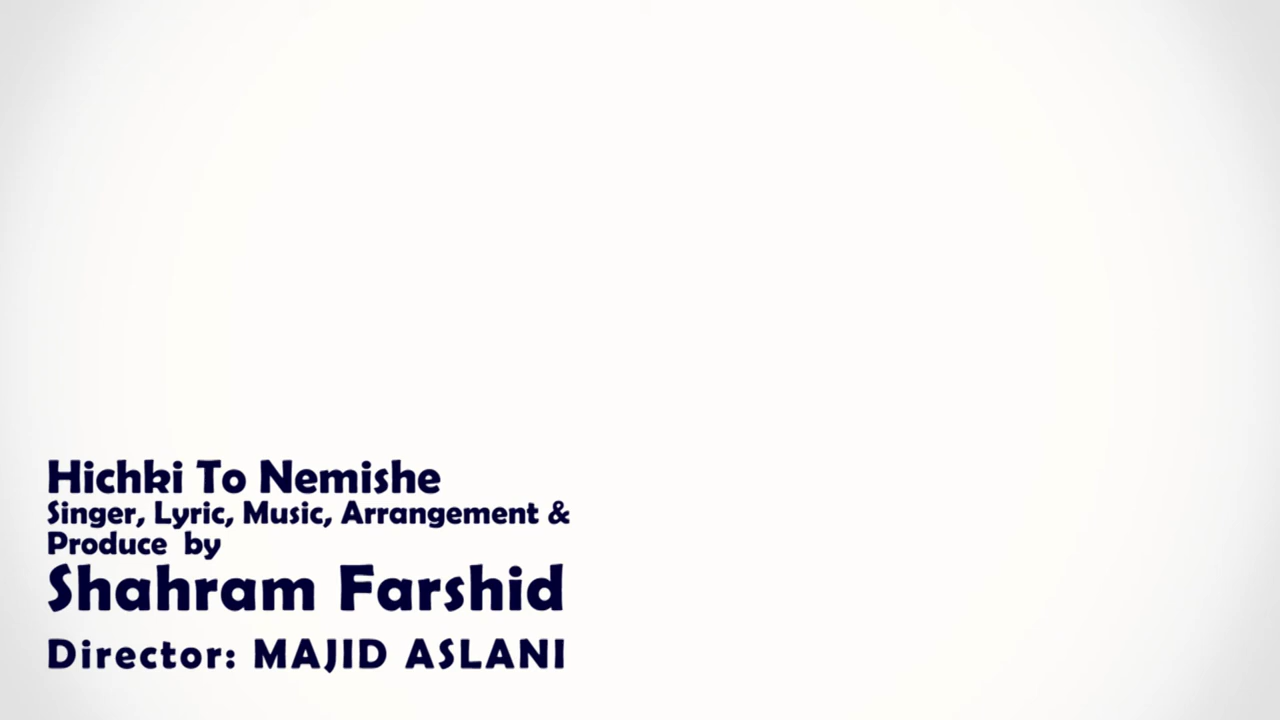 Hichki To Nemishe
Singer, Lyric, Music, Arrangement &
Produce by
Shahram Farshid
Director: MAJID ASLANI